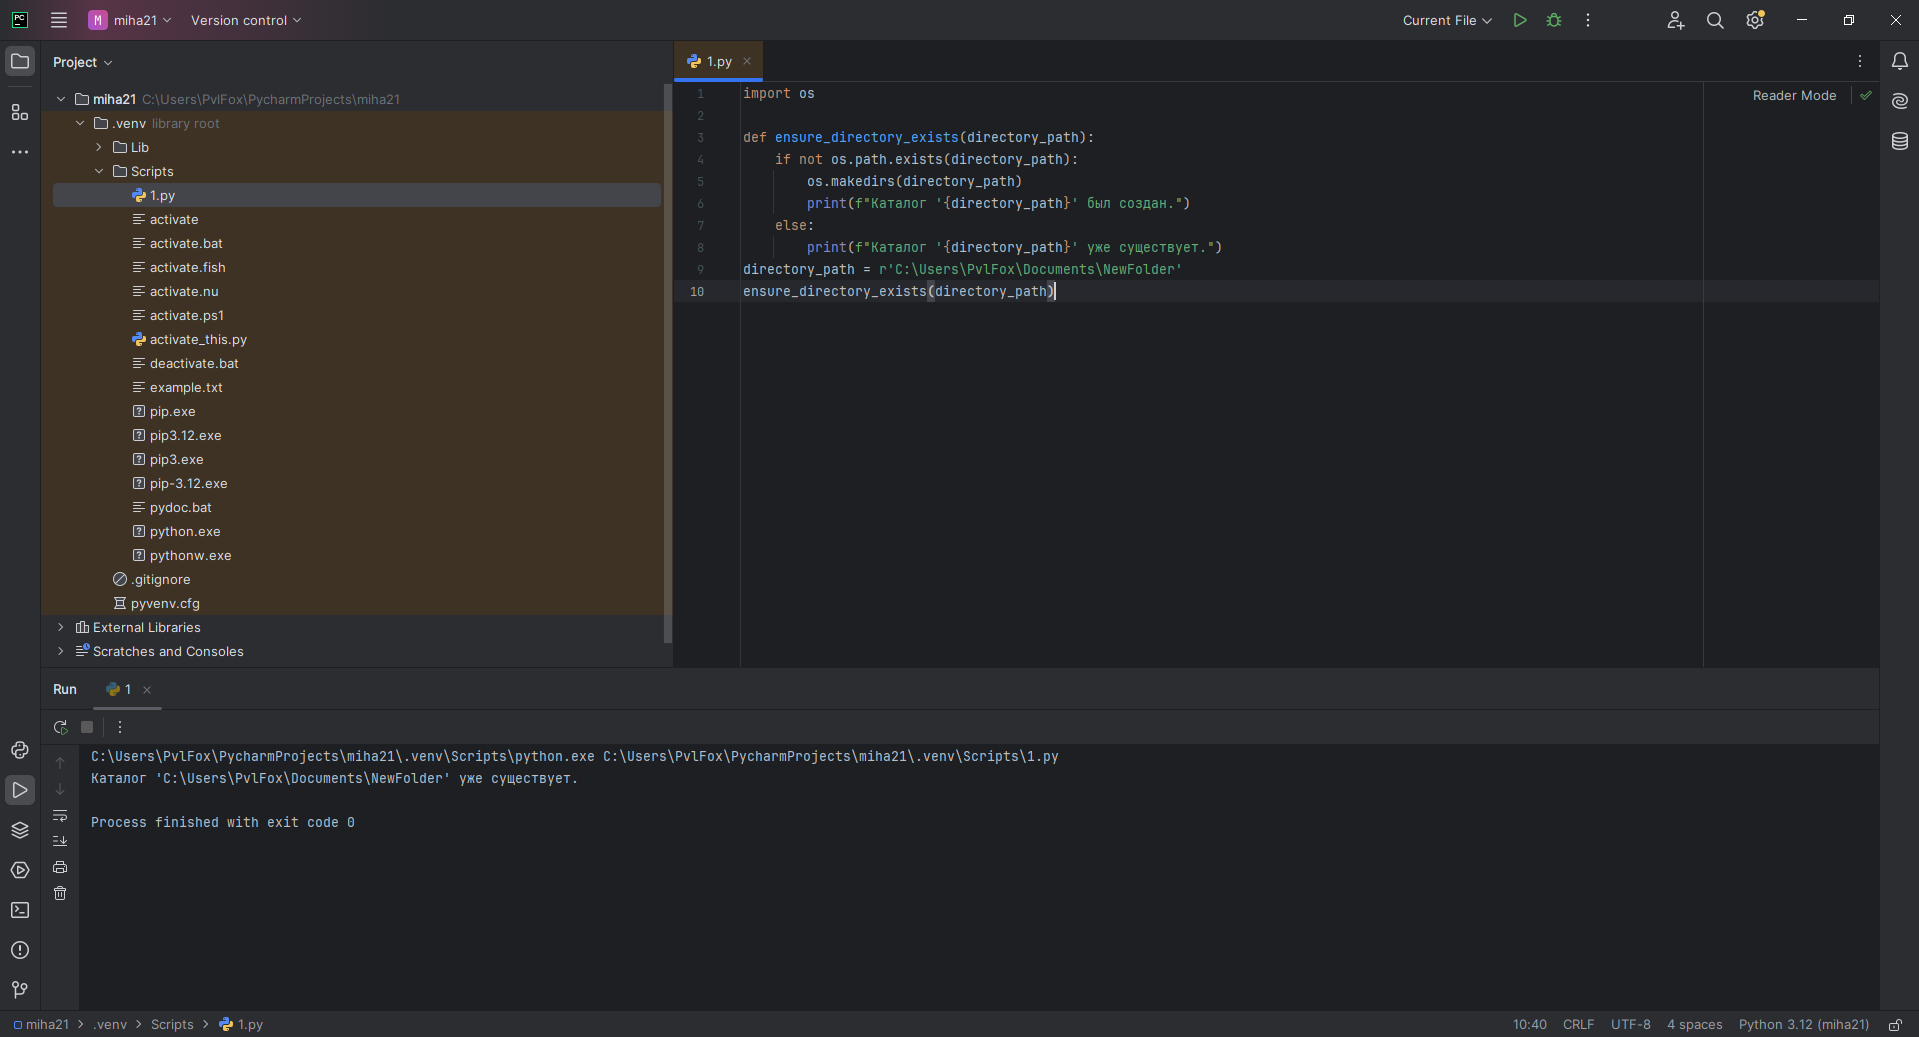 PC
M miha21 Version control Current File
Project
miha21 C:\Users\PvlFox\PycharmProjects\miha21
.venv library root
Lib
Scripts
1.py
activate
activate.bat
activate.fish
activate.nu
activate.ps1
activate_this.py
deactivate.bat
example.txt
pip.exe
pip3.12.exe
pip3.exe
pip-3.12.exe
pydoc.bat
python.exe
pythonw.exe
.gitignore
pyvenv.cfg
External Libraries
Scratches and Consoles
1.py
Reader Mode
1 import os
2
3 def ensure_directory_exists(directory_path):
4     if not os.path.exists(directory_path):
5         os.makedirs(directory_path)
6         print(f"Каталог '{directory_path}' был создан.")
7     else:
8         print(f"Каталог '{directory_path}' уже существует.")
9 directory_path = r'C:\Users\PvlFox\Documents\NewFolder'
10 ensure_directory_exists(directory_path)
Run 1
C:\Users\PvlFox\PycharmProjects\miha21\.venv\Scripts\python.exe C:\Users\PvlFox\PycharmProjects\miha21\.venv\Scripts\1.py
Каталог 'C:\Users\PvlFox\Documents\NewFolder' уже существует.
Process finished with exit code 0
miha21 > .venv > Scripts > 1.py
10:40 CRLF UTF-8 4 spaces Python 3.12 (miha21)